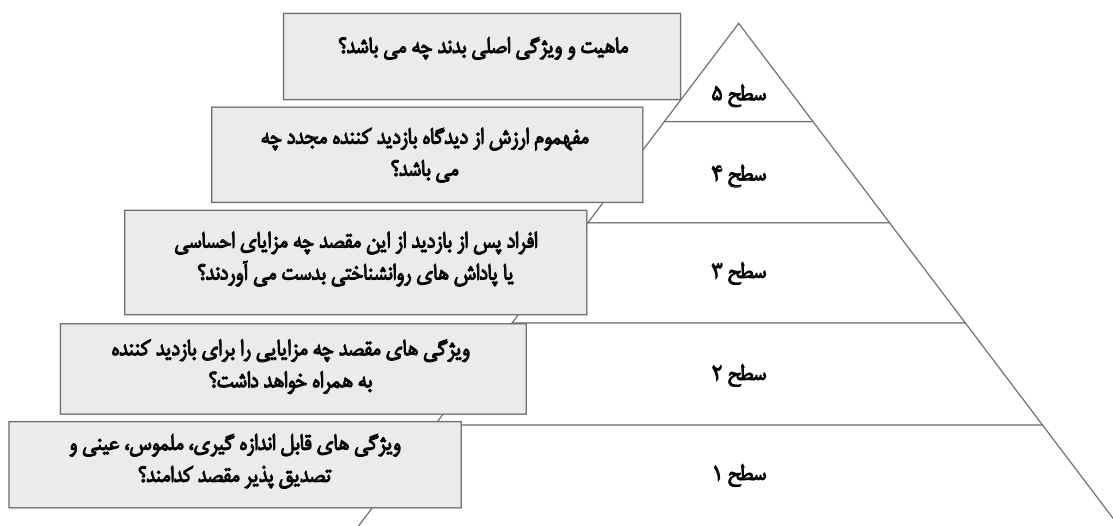 ماهیت و ویژگی اصلی بدند چه می باشد؟
سطح ۵
مفهموم ارزش از دیدگاه بازدید کننده مجدد چه
می باشد؟
سطح ۴
افراد پس از بازدید از این مقصد چه مزایای احساسی
یا پاداش های روانشناختی بدست می آوردند؟
سطح ۳
ویژگی های مقصد چه مزایایی را برای بازدید کننده
به همراه خواهد داشت؟
سطح ۲
ویژگی های قابل اندازه گیری، ملموس، عینی و
تصدیق پذیر مقصد کدامند؟
سطح ۱